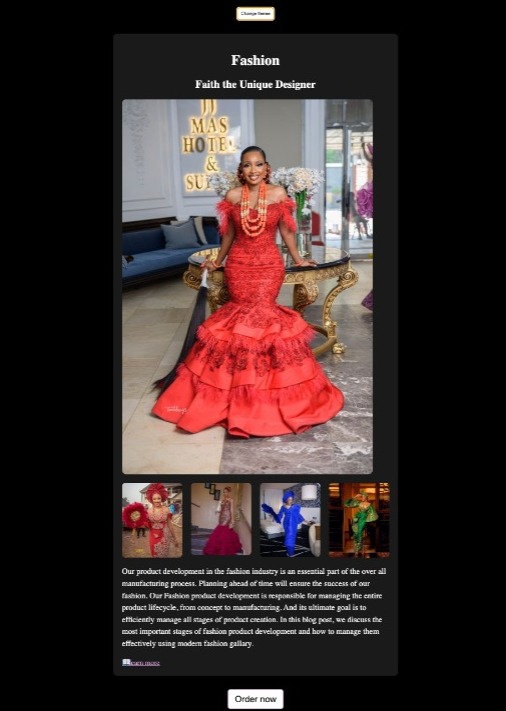 Change theme
Fashion
Faith the Unique Designer
MAS
HOTEL
&
Our product development in the fashion industry is an essential part of the over all
manufacturing process. Planning ahead of time will ensure the success of our
fashion. Our Fashion product development is responsible for managing the entire
product lifecycle, from concept to manufacturing. And its ultimate goal is to
efficiently manage all stages of product creation. In this blog post, we discuss the
most important stages of fashion product development and how to manage them
effectively using modern fashion gallary.
Learn more
Order now